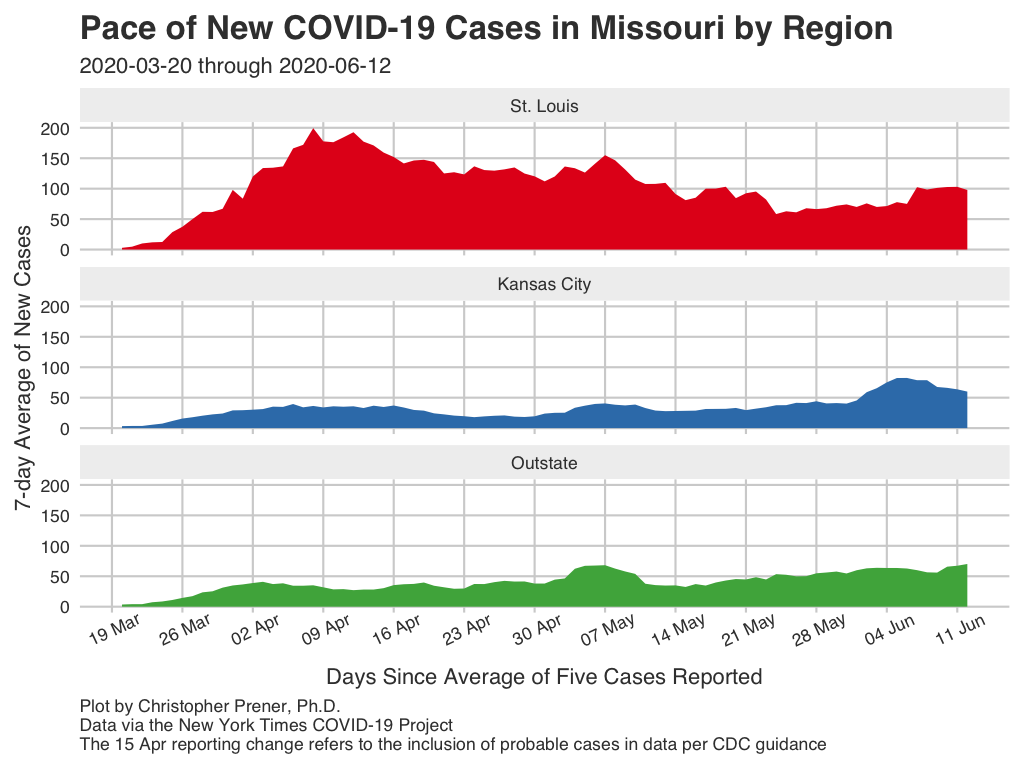 Pace of New COVID-19 Cases in Missouri by Region
2020-03-20 through 2020-06-12
7-day Average of New Cases
St. Louis
200
150
100
50
0
Kansas City
200
150
100
50
0
Outstate
200
150
100
50
0
19 Mar
26 Mar
02 Apr
09 Apr
16 Apr
23 Apr
30 Apr
07 May
14 May
21 May
28 May
04 Jun
11 Jun
Days Since Average of Five Cases Reported
Plot by Christopher Prener, Ph.D.
Data via the New York Times COVID-19 Project
The 15 Apr reporting change refers to the inclusion of probable cases in data per CDC guidance